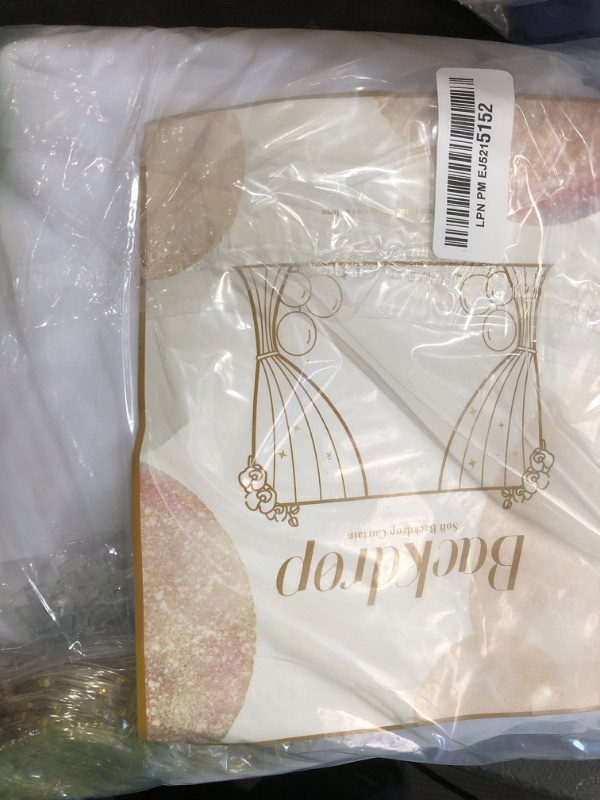 Backdrop
Soft Backdrop Curtain
LPN PM EJ5215152